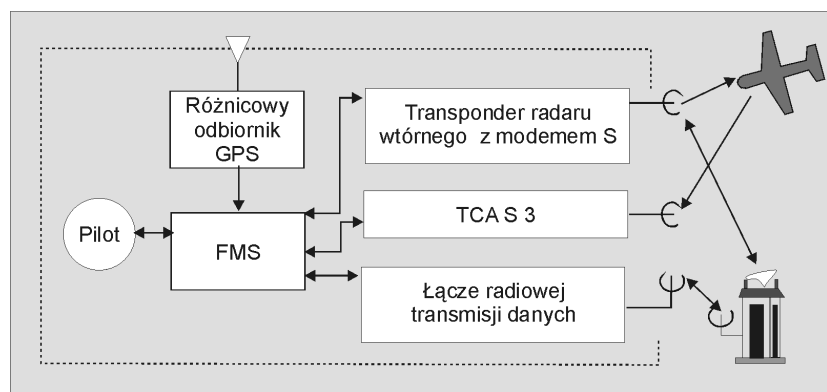 Różnicowy
odbiornik
GPS
Transponder radaru
wtórnego z modemem S
Pilot
FMS
TCA S 3
Łącze radiowej
transmisji danych